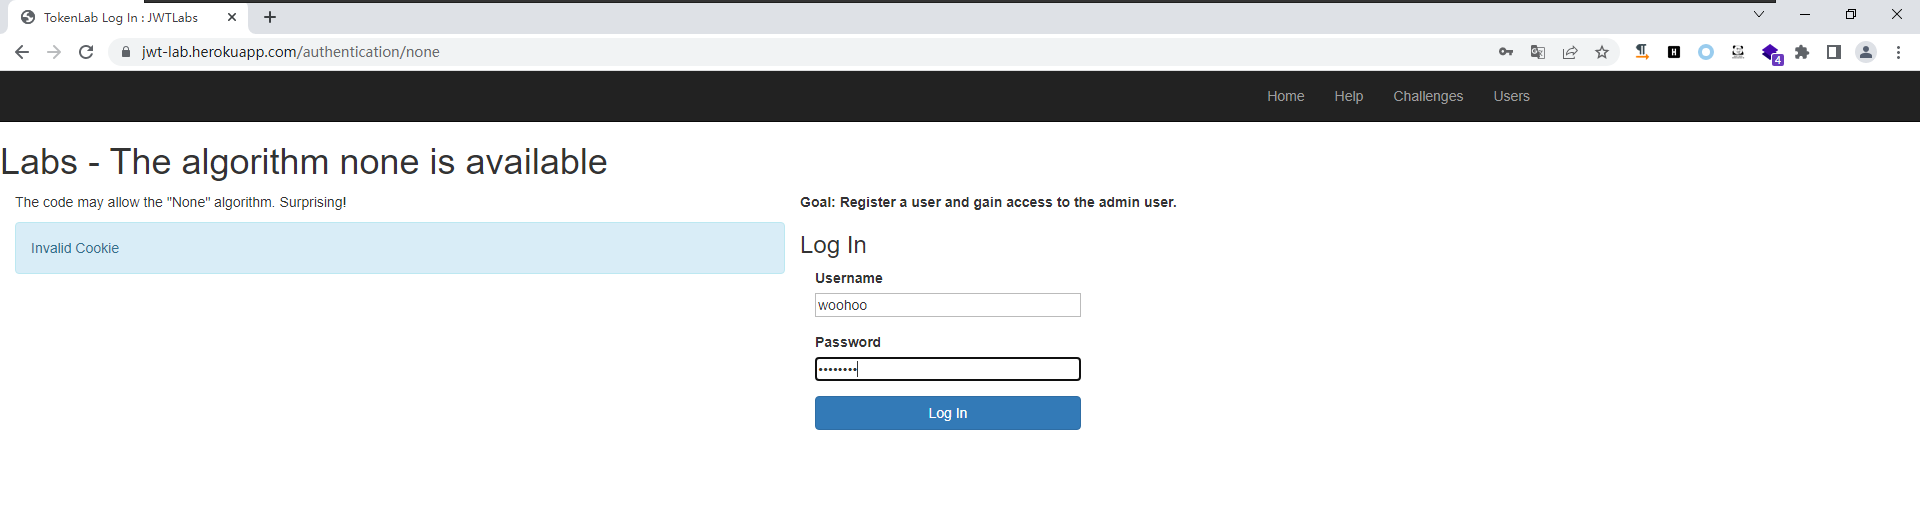 TokenLab Log In : JWTLabs
jwt-lab.herokuapp.com/authentication/none
4
Home Help Challenges Users
Labs - The algorithm none is available
The code may allow the "None" algorithm. Surprising!
Invalid Cookie
Goal: Register a user and gain access to the admin user.
Log In
Username
woohoo
Password
••••••••
Log In